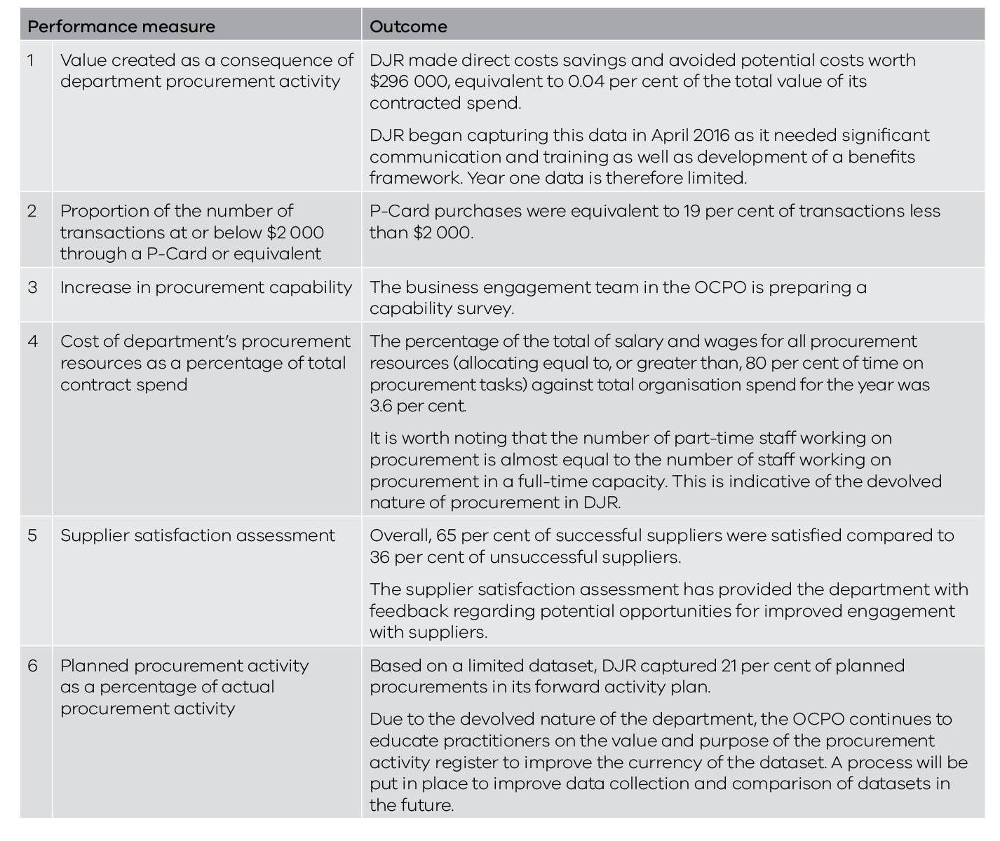 Performance measure
Outcome
1
Value created as a consequence of
department procurement activity
DJR made direct costs savings and avoided potential costs worth
$296 000, equivalent to 0.04 per cent of the total value of its
contracted spend.
DJR began capturing this data in April 2016 as it needed significant
communication and training as well as development of a benefits
framework. Year one data is therefore limited.
2
Proportion of the number of
transactions at or below $2 000
through a P-Card or equivalent
P-Card purchases were equivalent to 19 per cent of transactions less
than $2 000.
3
Increase in procurement capability
The business engagement team in the OCPO is preparing a
capability survey.
4
Cost of department’s procurement
resources as a percentage of total
contract spend
The percentage of the total of salary and wages for all procurement
resources (allocating equal to, or greater than, 80 per cent of time on
procurement tasks) against total organisation spend for the year was
3.6 per cent.
It is worth noting that the number of part-time staff working on
procurement is almost equal to the number of staff working on
procurement in a full-time capacity. This is indicative of the devolved
nature of procurement in DJR.
5
Supplier satisfaction assessment
Overall, 65 per cent of successful suppliers were satisfied compared to
36 per cent of unsuccessful suppliers.
The supplier satisfaction assessment has provided the department with
feedback regarding potential opportunities for improved engagement
with suppliers.
6
Planned procurement activity
as a percentage of actual
procurement activity
Based on a limited dataset, DJR captured 21 per cent of planned
procurements in its forward activity plan.
Due to the devolved nature of the department, the OCPO continues to
educate practitioners on the value and purpose of the procurement
activity register to improve the currency of the dataset. A process will be
put in place to improve data collection and comparison of datasets in
the future.